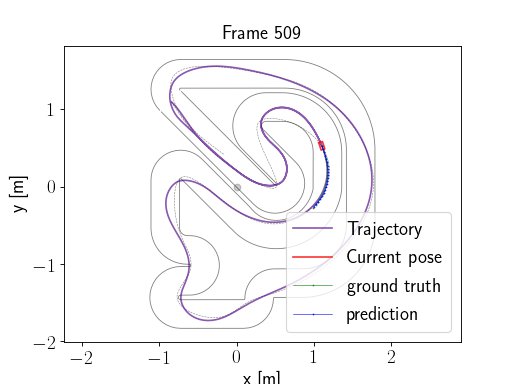 Frame 509
y [m]
1
0
−1
−2
−2
−1
0
1
2
x [m]
Trajectory
Current pose
ground truth
prediction